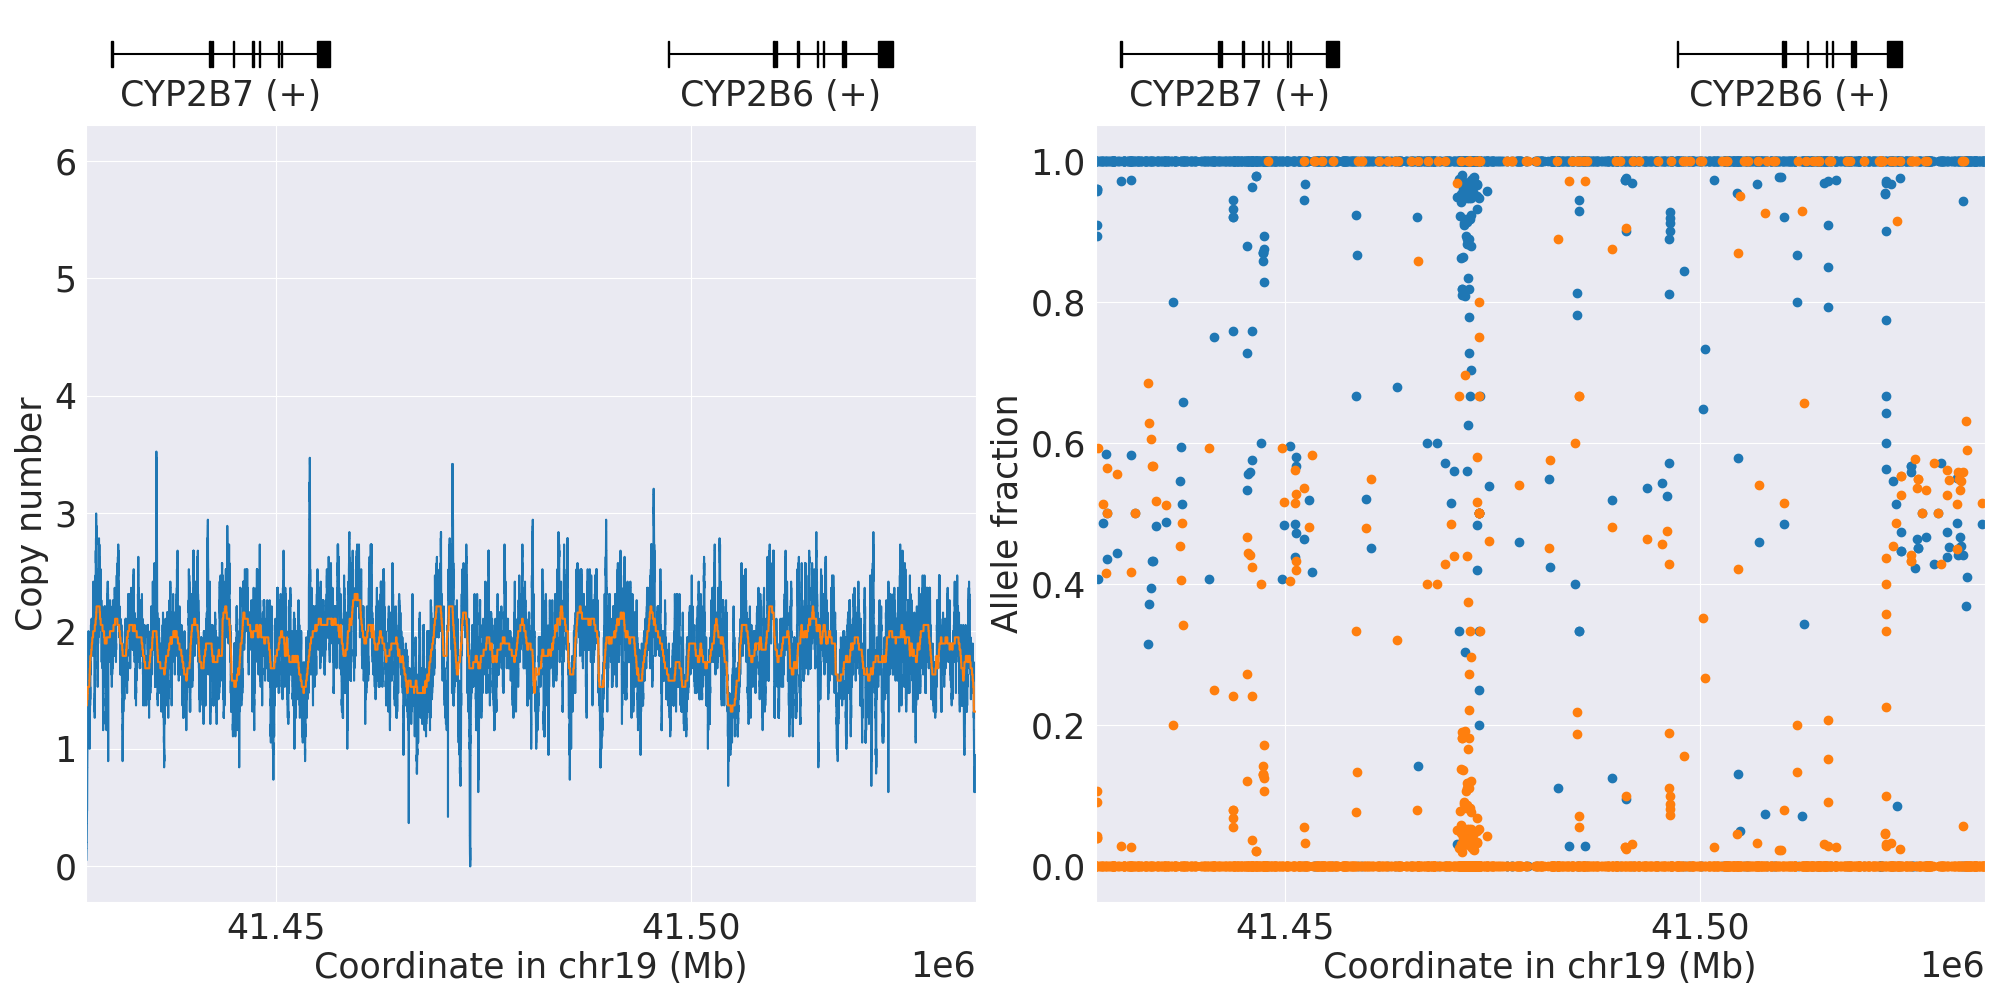 CYP2B7 (+) CYP2B6 (+)
CYP2B7 (+) CYP2B6 (+)
Copy number
6
5
4
3
2
1
0
41.45 41.50
Coordinate in chr19 (Mb) 1e6
Allele fraction
1.0
0.8
0.6
0.4
0.2
0.0
41.45 41.50
Coordinate in chr19 (Mb) 1e6